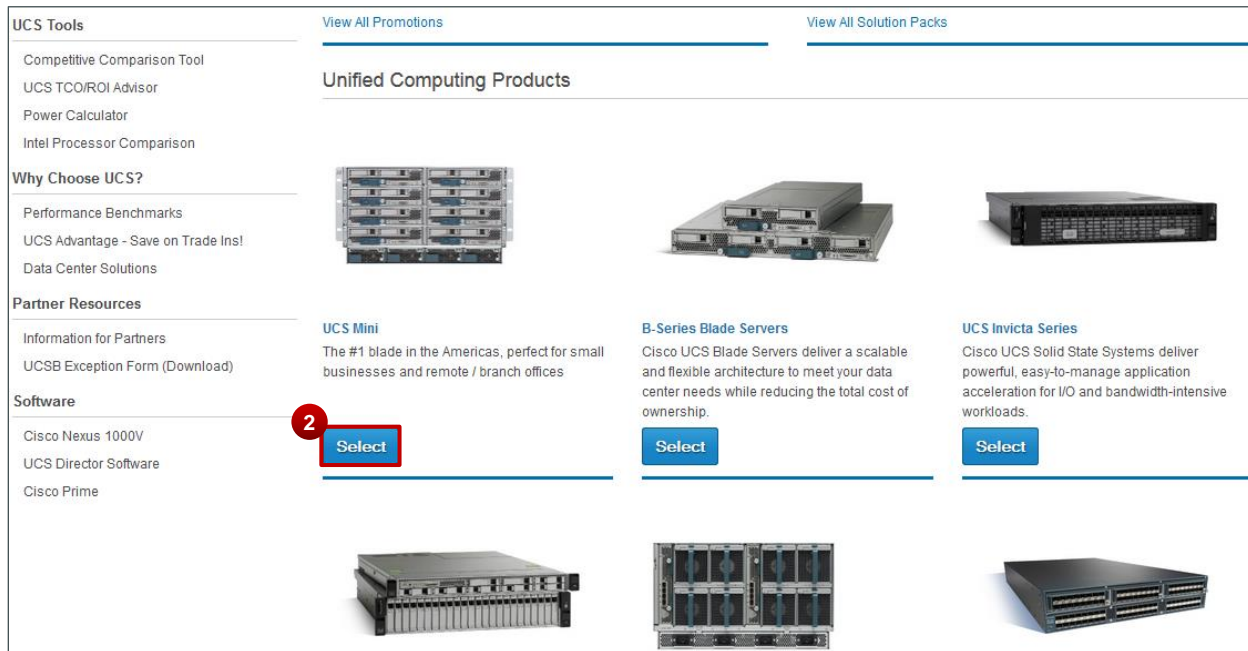 UCS Tools
Competitive Comparison Tool
UCS TCO/ROI Advisor
Power Calculator
Intel Processor Comparison
Why Choose UCS?
Performance Benchmarks
UCS Advantage - Save on Trade Ins!
Data Center Solutions
Partner Resources
Information for Partners
UCSB Exception Form (Download)
Software
Cisco Nexus 1000V
UCS Director Software
Cisco Prime
View All Promotions
View All Solution Packs
Unified Computing Products
UCS Mini
The #1 blade in the Americas, perfect for small
businesses and remote / branch offices
2
Select
B-Series Blade Servers
Cisco UCS Blade Servers deliver a scalable
and flexible architecture to meet your data
center needs while reducing the total cost of
ownership.
Select
UCS Invicta Series
Cisco UCS Solid State Systems deliver
powerful, easy-to-manage application
acceleration for I/O and bandwidth-intensive
workloads.
Select